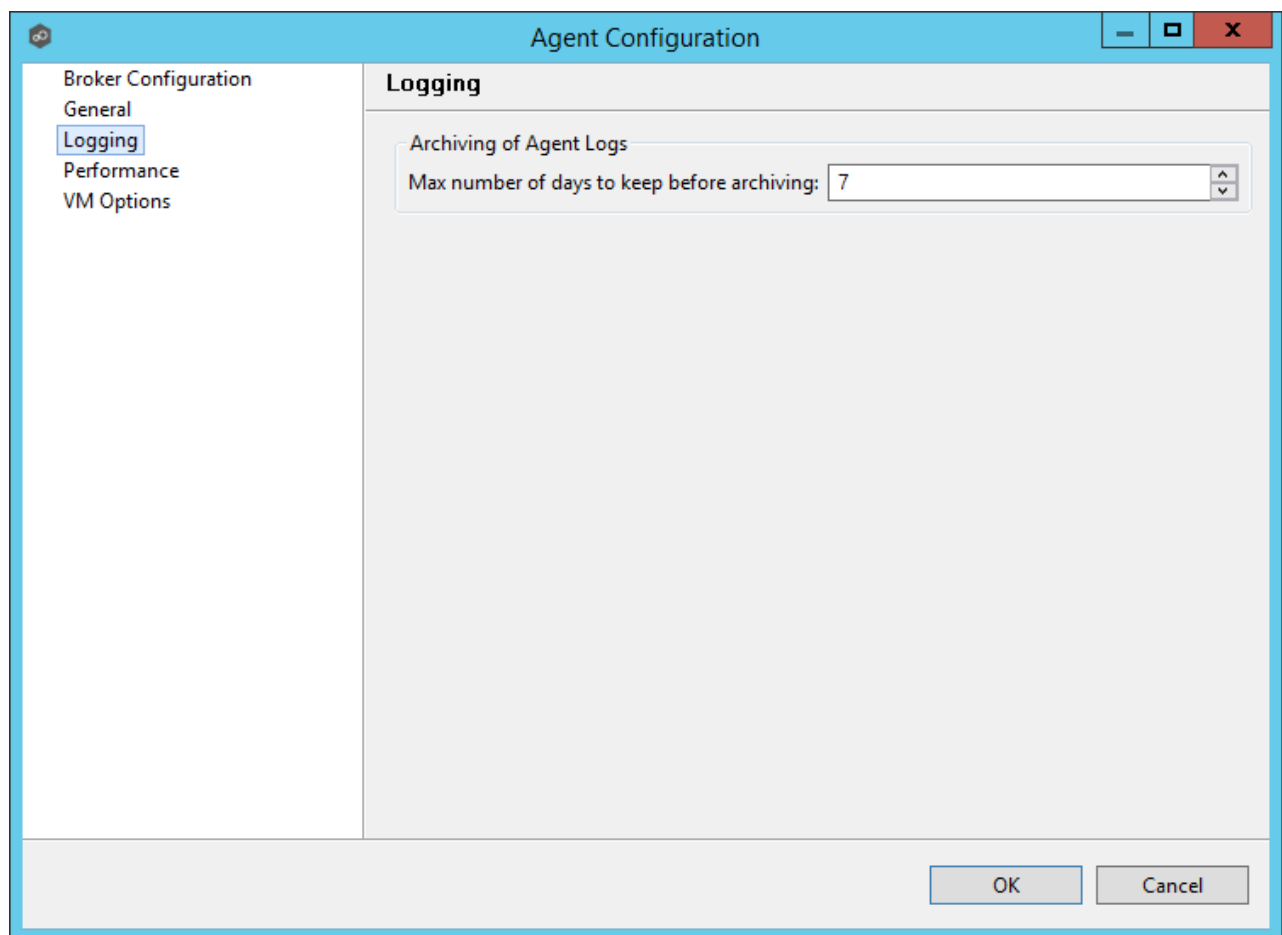 Agent Configuration
Broker Configuration
General
Logging
Performance
VM Options
Logging
Archiving of Agent Logs
Max number of days to keep before archiving: 7
OK
Cancel